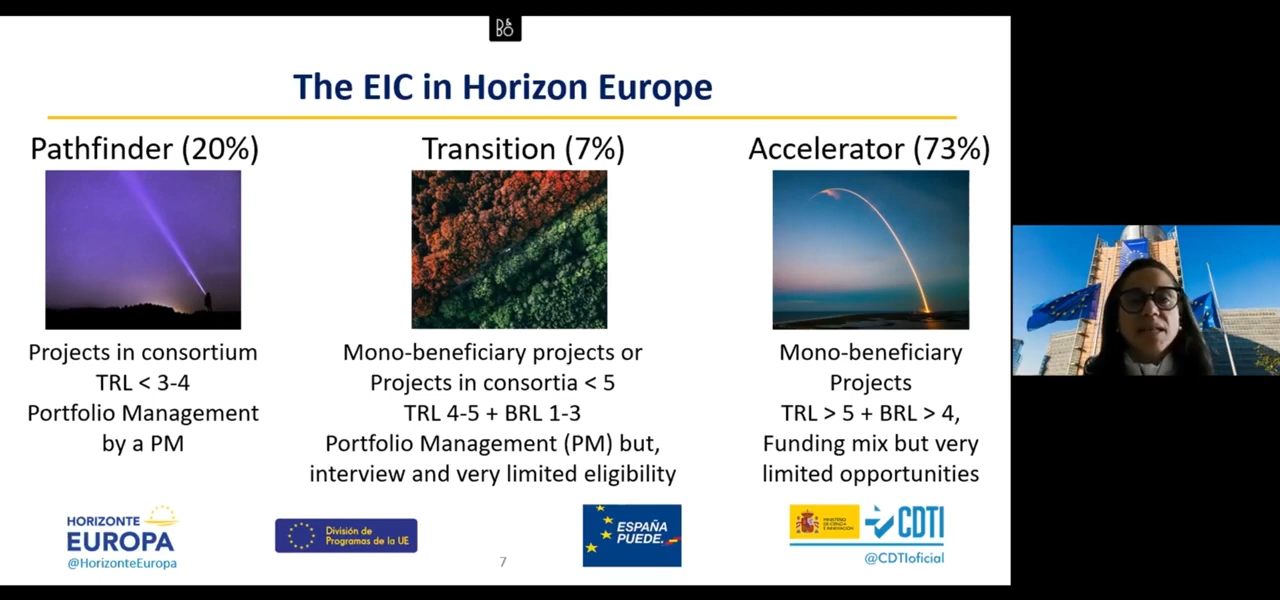 D&
BO
The EIC in Horizon Europe
Pathfinder (20%)
Transition (7%)
Accelerator (73%)
Projects in consortium
TRL < 3-4
Portfolio Management
by a PM
Mono-beneficiary projects or
Projects in consortia < 5
TRL 4-5 + BRL 1-3
Portfolio Management (PM) but,
interview and very limited eligibility
Mono-beneficiary
Projects
TRL > 5 + BRL > 4,
Funding mix but very
limited opportunities
HORIZONTE
EUROPA
@HorizonteEuropa
División de
Programas de la UE
7
ESPAÑA
PUEDE.
MINISTERIO
DE CIENCIA
E INNOVACIÓN
CDTI
@CDTIoficial